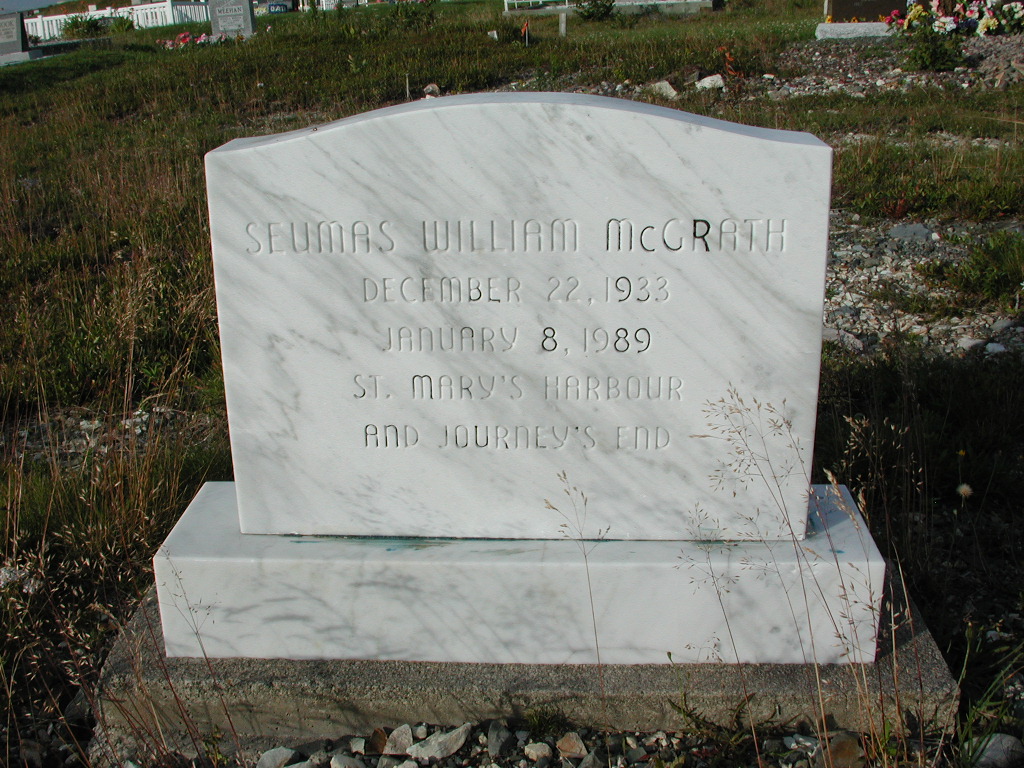 SEUMAS WILLIAM McGRATH
DECEMBER 22, 1933
JANUARY 8, 1989
ST. MARY'S HARBOUR
AND JOURNEY'S END